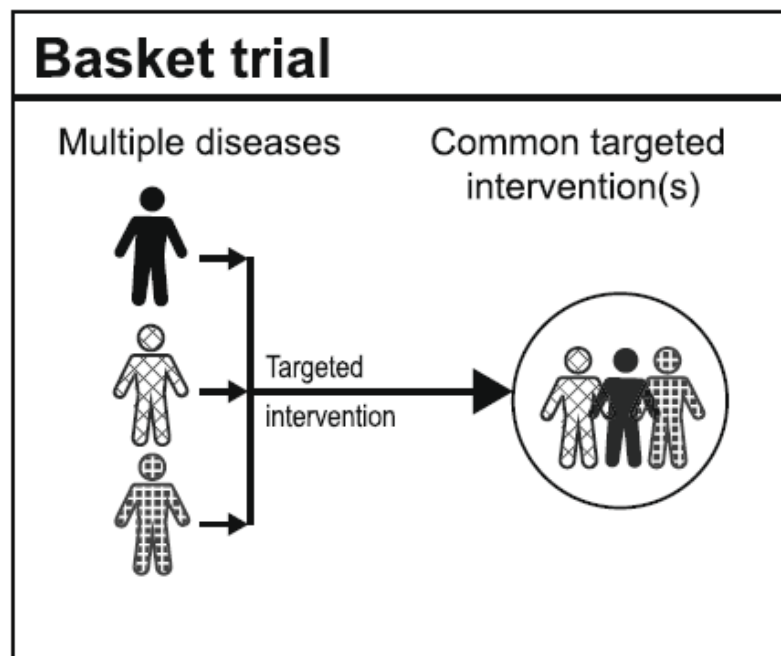 Basket trial
Multiple diseases
Common targeted
intervention(s)
Targeted
intervention